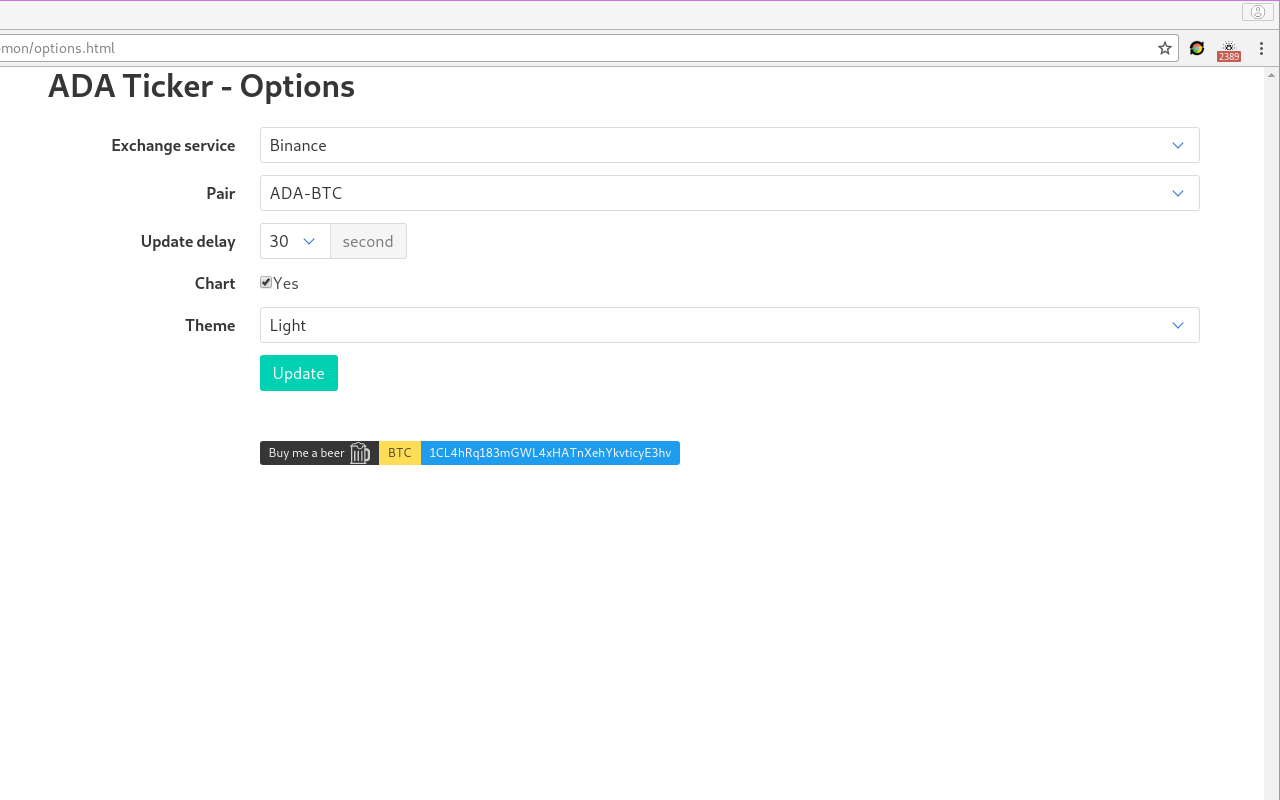 mon/options.html
2389
ADA Ticker - Options
Exchange service Binance
Pair ADA-BTC
Update delay 30 second
Chart Yes
Theme Light
Update
Buy me a beer BTC 1CL4hRq183mGWL4xHATnXehYkvticyE3hv